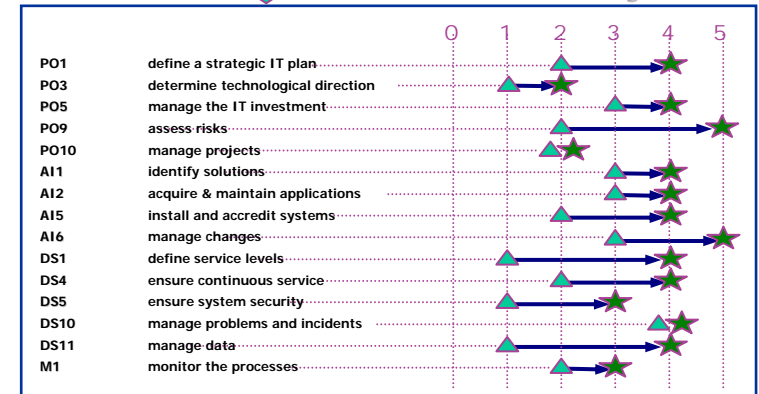 0 1 2 3 4 5
PO1 define a strategic IT plan
PO3 determine technological direction
PO5 manage the IT investment
PO9 assess risks
PO10 manage projects
AI1 identify solutions
AI2 acquire & maintain applications
AI5 install and accredit systems
AI6 manage changes
DS1 define service levels
DS4 ensure continuous service
DS5 ensure system security
DS10 manage problems and incidents
DS11 manage data
M1 monitor the processes